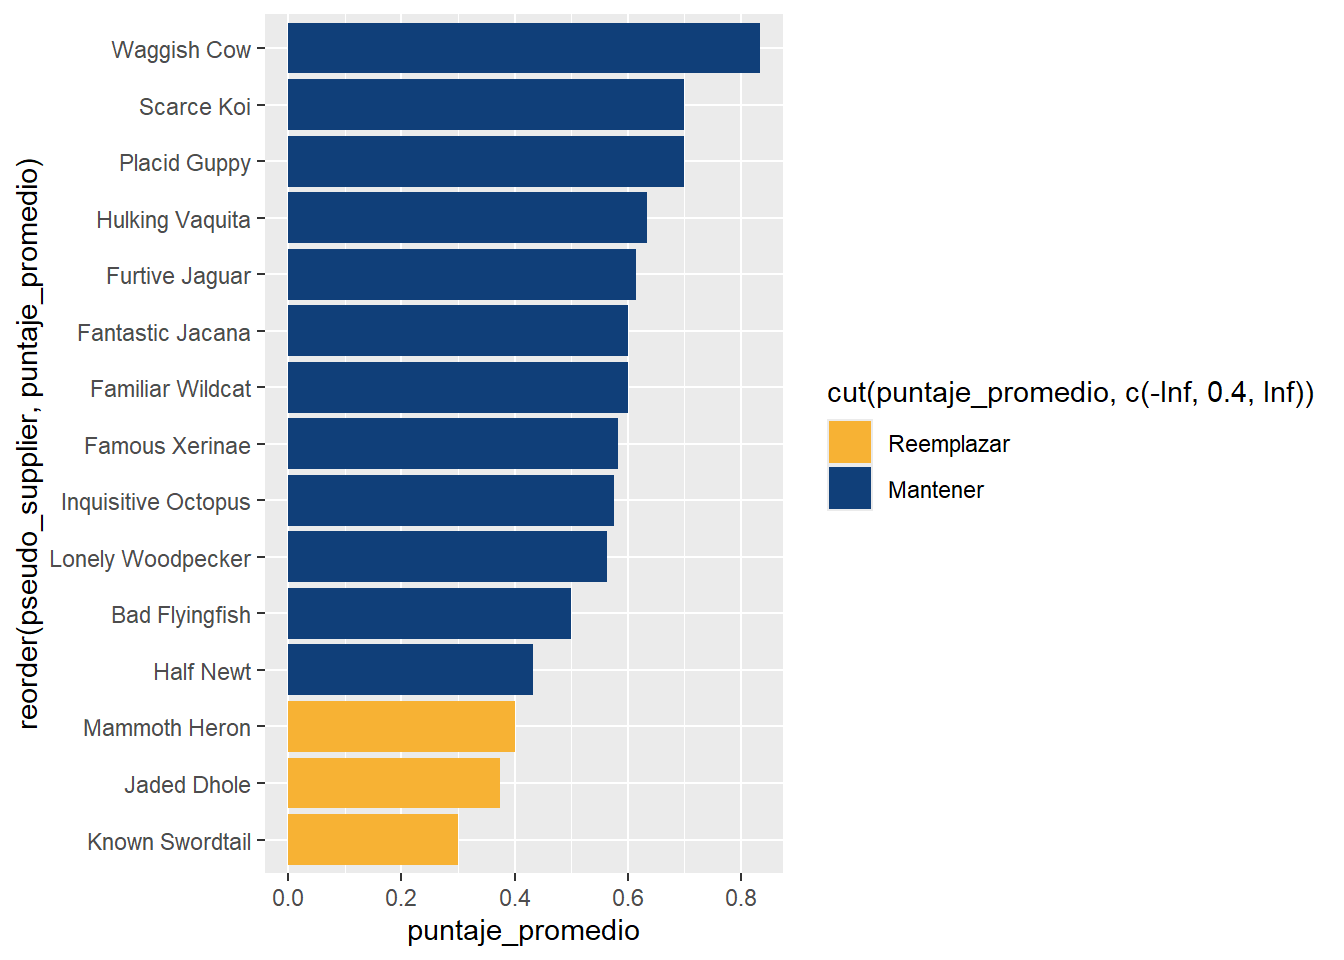 reorder(pseudo_supplier, puntaje_promedio)
Waggish Cow
Scarce Koi
Placid Guppy
Hulking Vaquita
Furtive Jaguar
Fantastic Jacana
Familiar Wildcat
Famous Xerinae
Inquisitive Octopus
Lonely Woodpecker
Bad Flyingfish
Half Newt
Mammoth Heron
Jaded Dhole
Known Swordtail
0.0 0.2 0.4 0.6 0.8
puntaje_promedio
cut(puntaje_promedio, c(-Inf, 0.4, Inf))
Reemplazar
Mantener